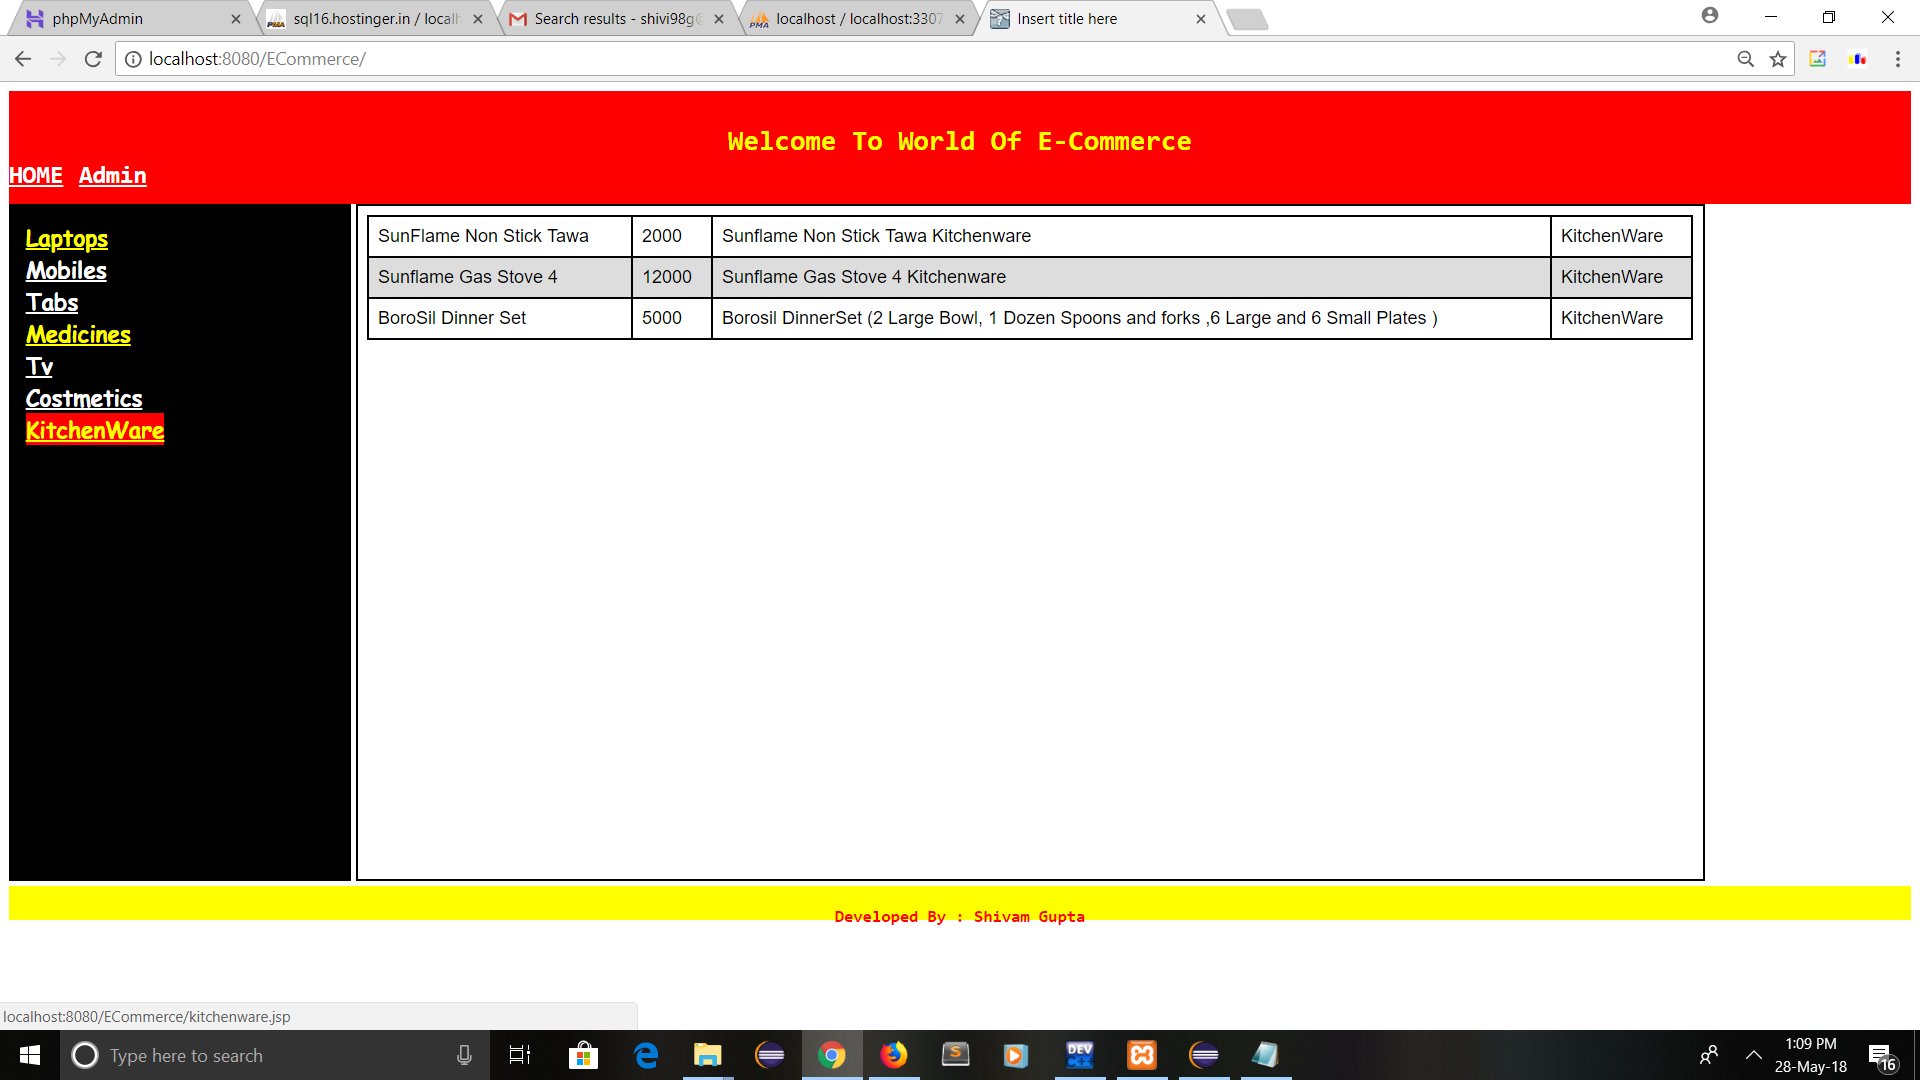 phpMyAdmin
sql16.hostinger.in / localh
Search results - shivi98g@
localhost / localhost:3307
Insert title here
localhost:8080/ECommerce/
Welcome To World Of E-Commerce
HOME Admin
Laptops
Mobiles
Tabs
Medicines
Tv
Costmetics
KitchenWare
SunFlame Non Stick Tawa 2000 Sunflame Non Stick Tawa Kitchenware KitchenWare
Sunflame Gas Stove 4 12000 Sunflame Gas Stove 4 Kitchenware KitchenWare
BoroSil Dinner Set 5000 Borosil DinnerSet (2 Large Bowl, 1 Dozen Spoons and forks ,6 Large and 6 Small Plates ) KitchenWare
Developed By : Shivam Gupta
localhost:8080/ECommerce/kitchenware.jsp
Type here to search
DEV
C++
1:09 PM
28-May-18
16